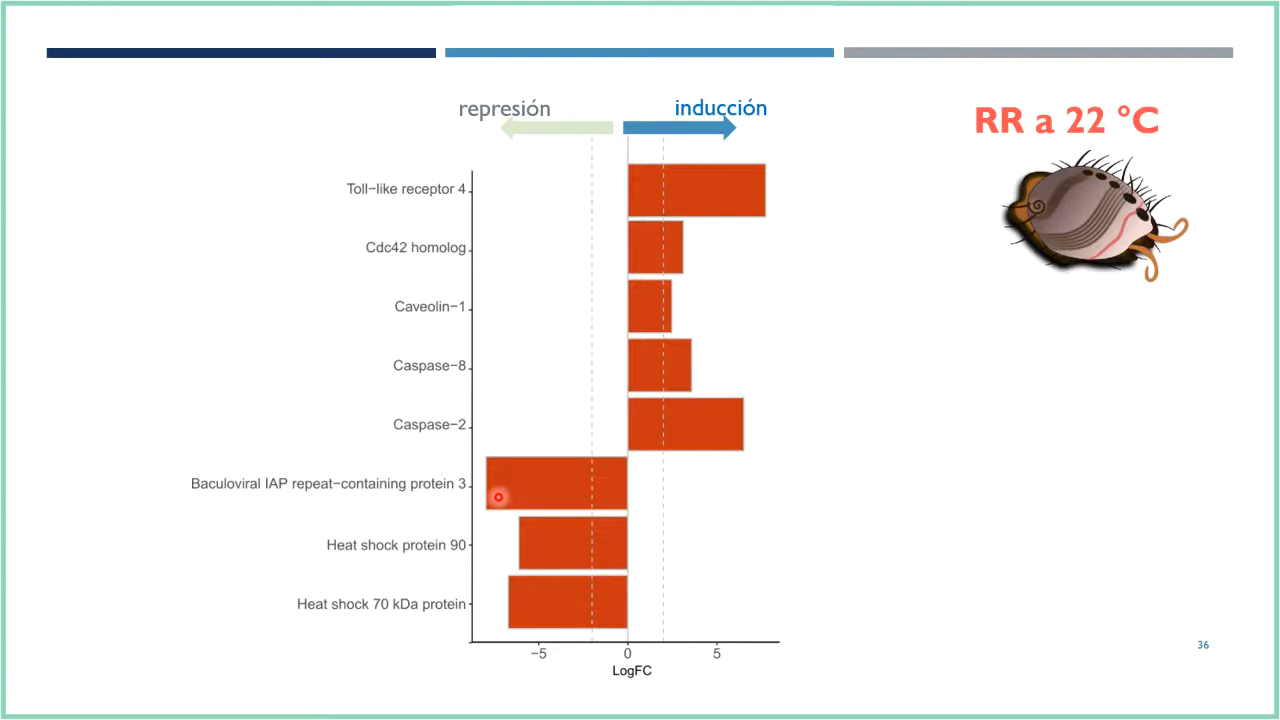 represión
inducción
RR a 22 °C
Toll−like receptor 4
Cdc42 homolog
Caveolin−1
Caspase−8
Caspase−2
Baculoviral IAP repeat−containing protein 3
Heat shock protein 90
Heat shock 70 kDa protein
−5 0 5
LogFC
36